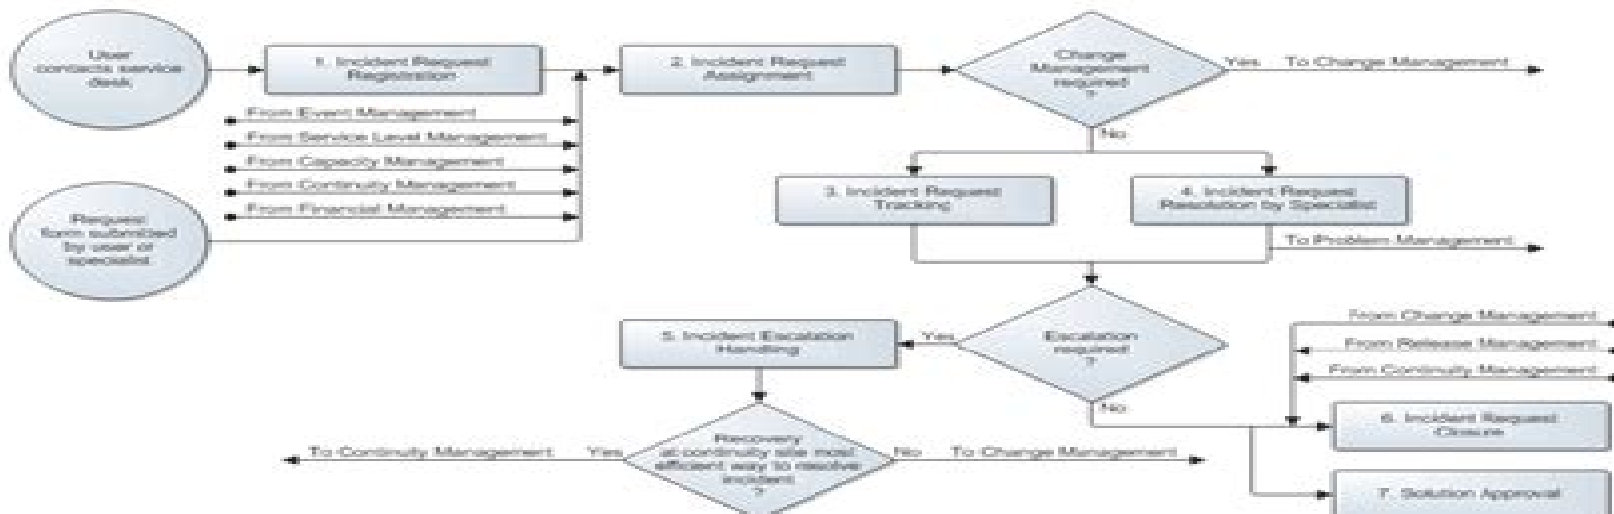 User
contacts service
desk
1. Incident Request
Registration
2. Incident Request
Assignment
Change
Management
required
?
Yes
To Change Management
No
From Event Management
From Service Level Management
From Capacity Management
From Continuity Management
From Financial Management
Request
form submitted
by user or
specialist
3. Incident Request
Tracking
4. Incident Request
Resolution by Specialist
To Problem Management
5. Incident Escalation
Handling
Yes
Escalation
required
?
No
From Change Management
From Release Management
From Continuity Management
6. Incident Request
Closure
7. Solution Approval
To Continuity Management
Yes
Recovery
at continuity site most
efficient way to resolve
incident
?
No
To Change Management